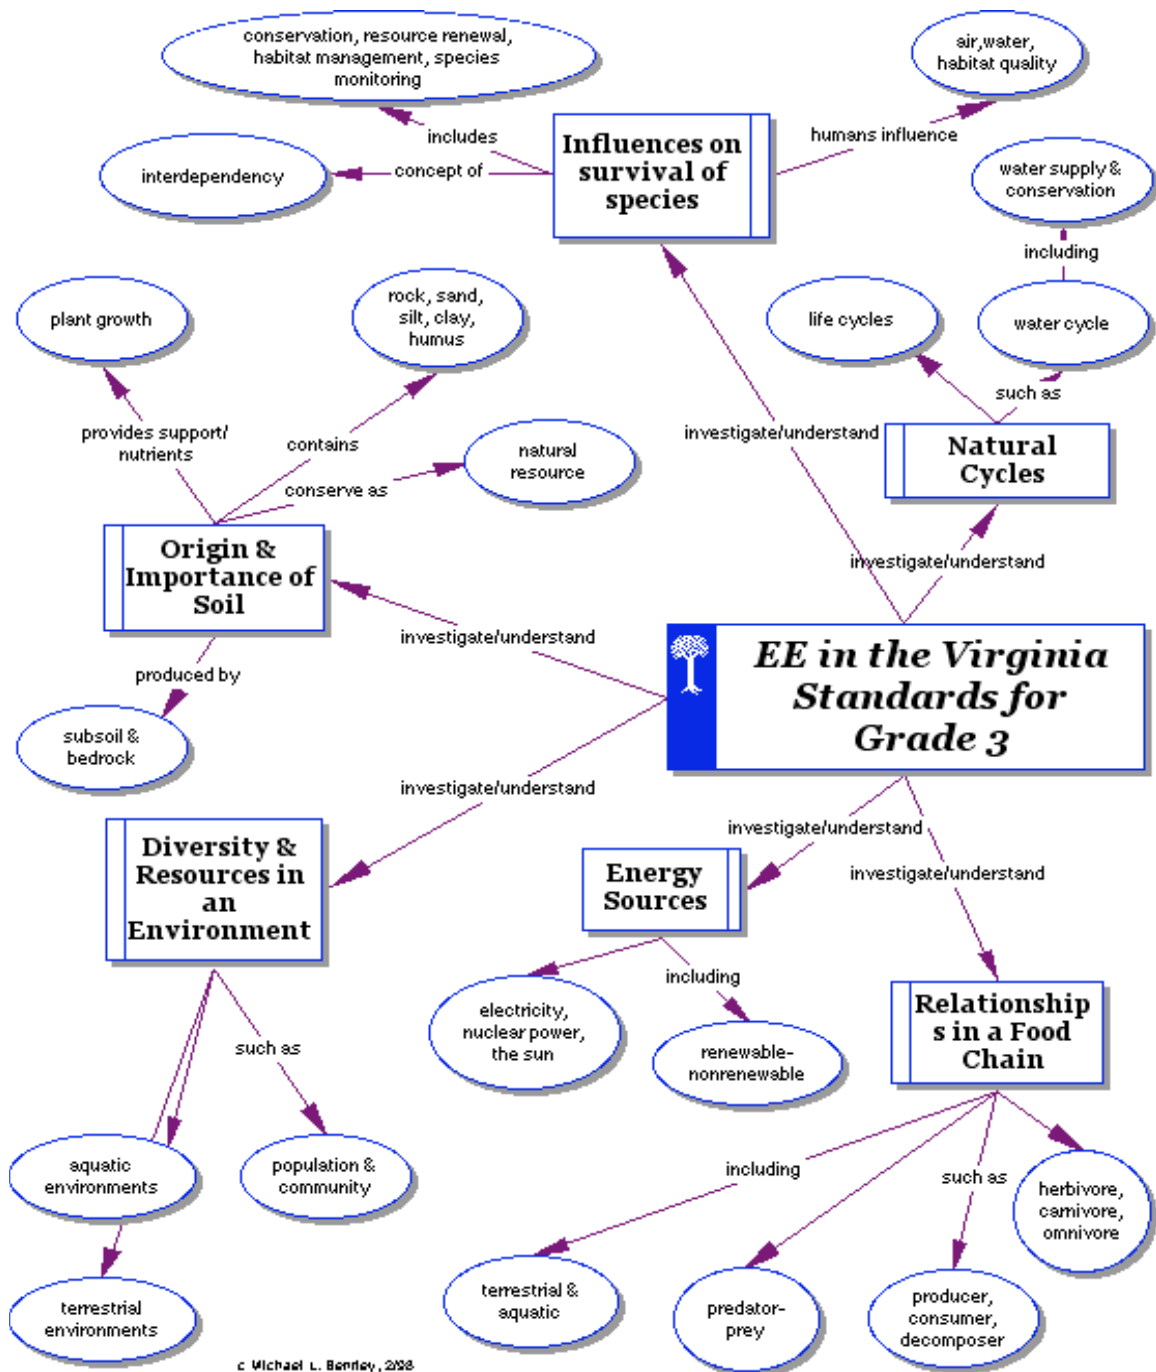 conservation, resource renewal,
habitat management, species
monitoring
air,water,
habitat quality
includes
humans influence
Influences on
survival of
species
interdependency
concept of
water supply &
conservation
including
plant growth
rock, sand,
silt, clay,
humus
life cycles
water cycle
such as
provides support/
nutrients
contains
investigate/understand
natural
resource
conserve as
Natural
Cycles
Origin &
Importance of
Soil
investigate/understand
investigate/understand
EE in the Virginia
Standards for
Grade 3
produced by
subsoil &
bedrock
investigate/understand
investigate/understand
investigate/understand
Diversity &
Resources in
an
Environment
Energy
Sources
including
electricity,
nuclear power,
the sun
renewable-
nonrenewable
Relationship
s in a Food
Chain
such as
aquatic
environments
population &
community
including
such as
herbivore,
carnivore,
omnivore
terrestrial
environments
terrestrial &
aquatic
predator-
prey
producer,
consumer,
decomposer
c Michael L. Bentley, 2/98